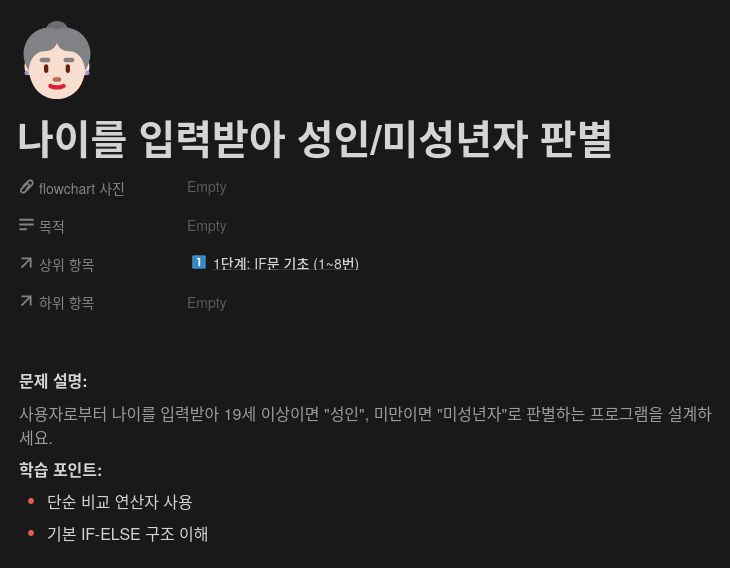 나이를 입력받아 성인/미성년자 판별
flowchart 사진 Empty
목적 Empty
상위 항목 1 1단계: IF문 기초 (1~8번)
하위 항목 Empty
문제 설명:
사용자로부터 나이를 입력받아 19세 이상이면 "성인", 미만이면 "미성년자"로 판별하는 프로그램을 설계하
세요.
학습 포인트:
단순 비교 연산자 사용
기본 IF-ELSE 구조 이해